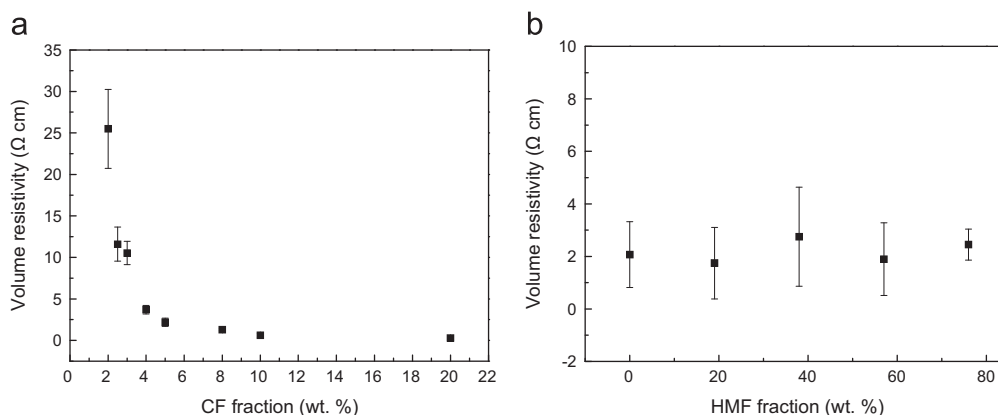 a
35
30
25
20
15
10
5
0
Volume resistivity (Ω cm)
0 2 4 6 8 10 12 14 16 18 20 22
CF fraction (wt. %)
b
10
8
6
4
2
0
-2
Volume resistivity (Ω cm)
0 20 40 60 80
HMF fraction (wt. %)